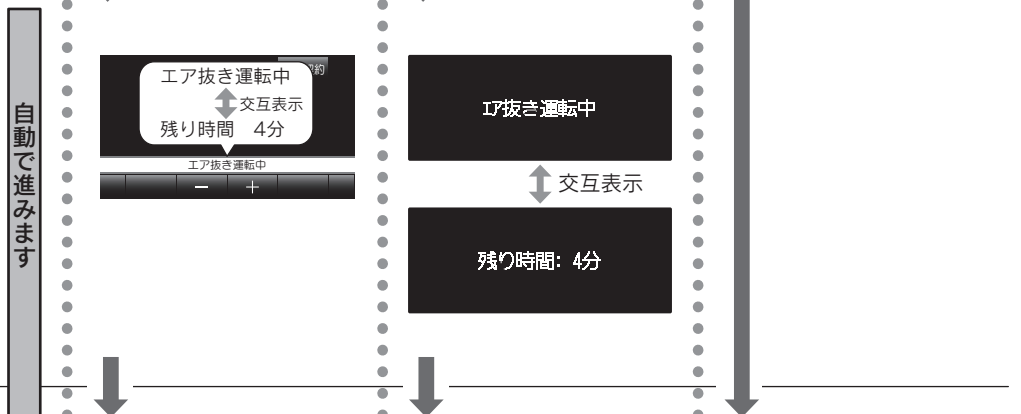 自動で進みます
約
エア抜き運転中
交互表示
残り時間 4分
エア抜き運転中
− +
エア抜き運転中
交互表示
残り時間: 4分